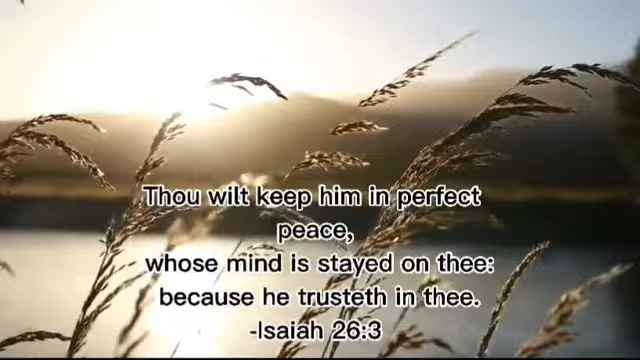 Thou wilt keep him in perfect
peace,
whose mind is stayed on thee:
because he trusteth in thee.
-Isaiah 26:3